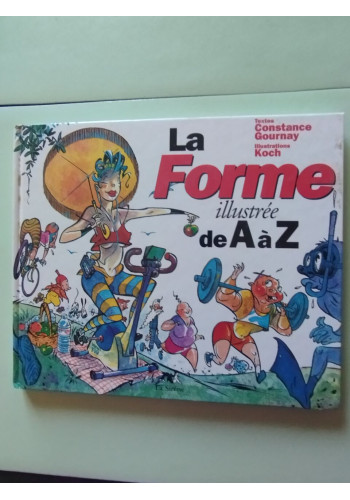 Textes
Constance
Gournay
Illustrations
Koch
La
Forme
illustrée
de A à Z